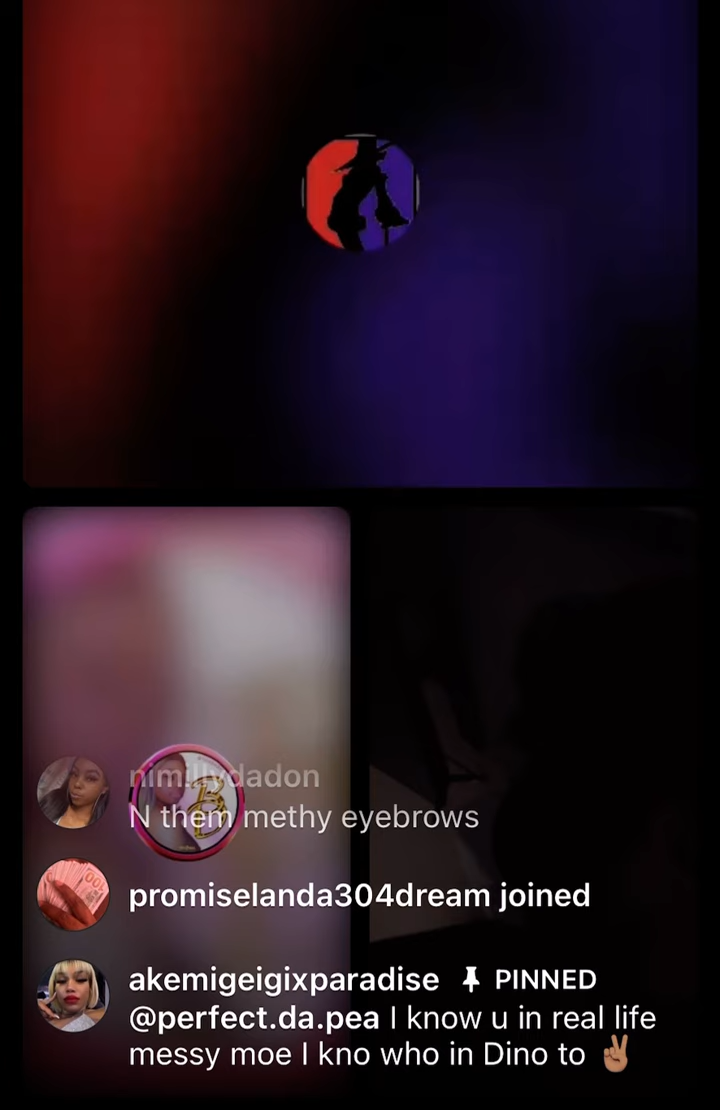 nimillydadon
N them methy eyebrows
promiselanda304dream joined
akemigeigixparadise PINNED
@perfect.da.pea I know u in real life
messy moe I kno who in Dino to ✌🏽